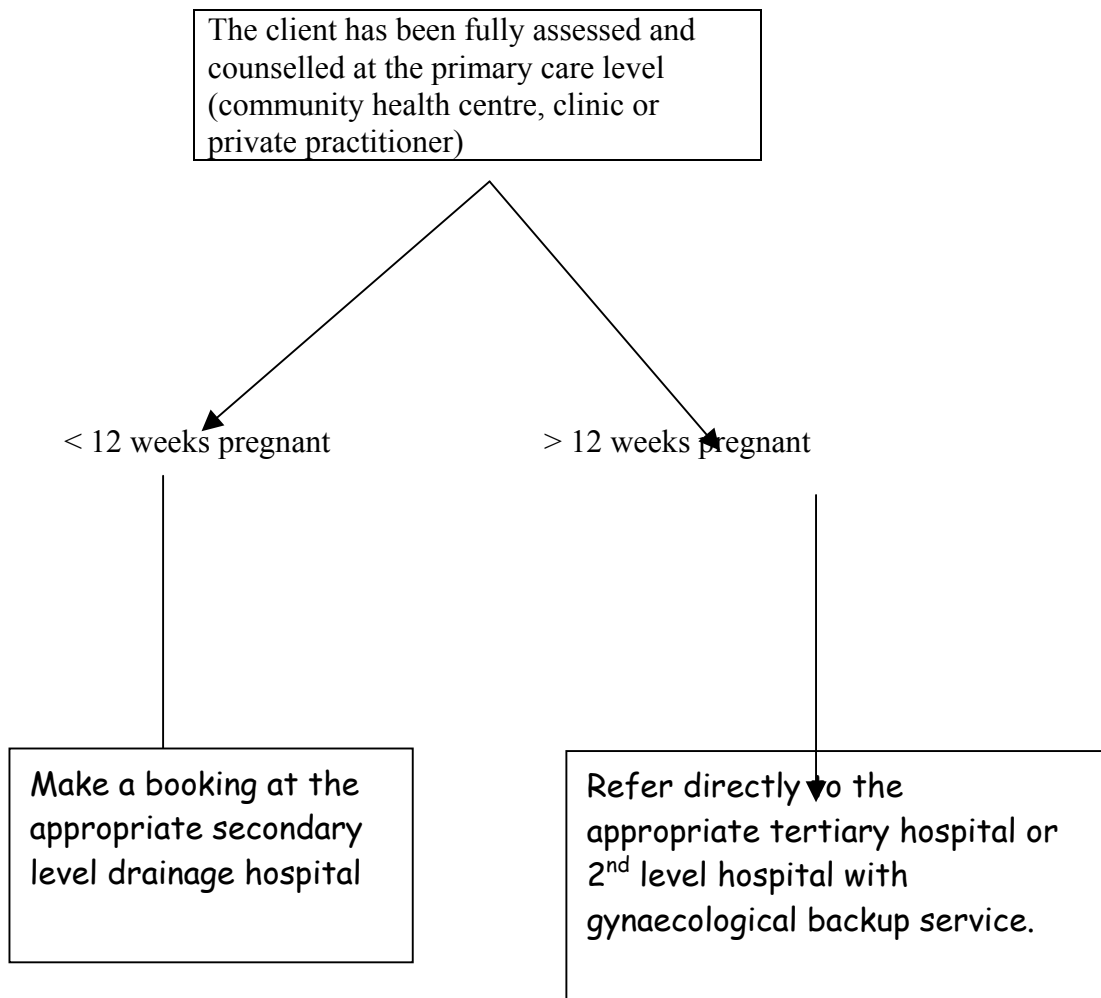 The client has been fully assessed and
counselled at the primary care level
(community health centre, clinic or
private practitioner)
< 12 weeks pregnant
> 12 weeks pregnant
Make a booking at the
appropriate secondary
level drainage hospital
Refer directly to the
appropriate tertiary hospital or
2nd level hospital with
gynaecological backup service.